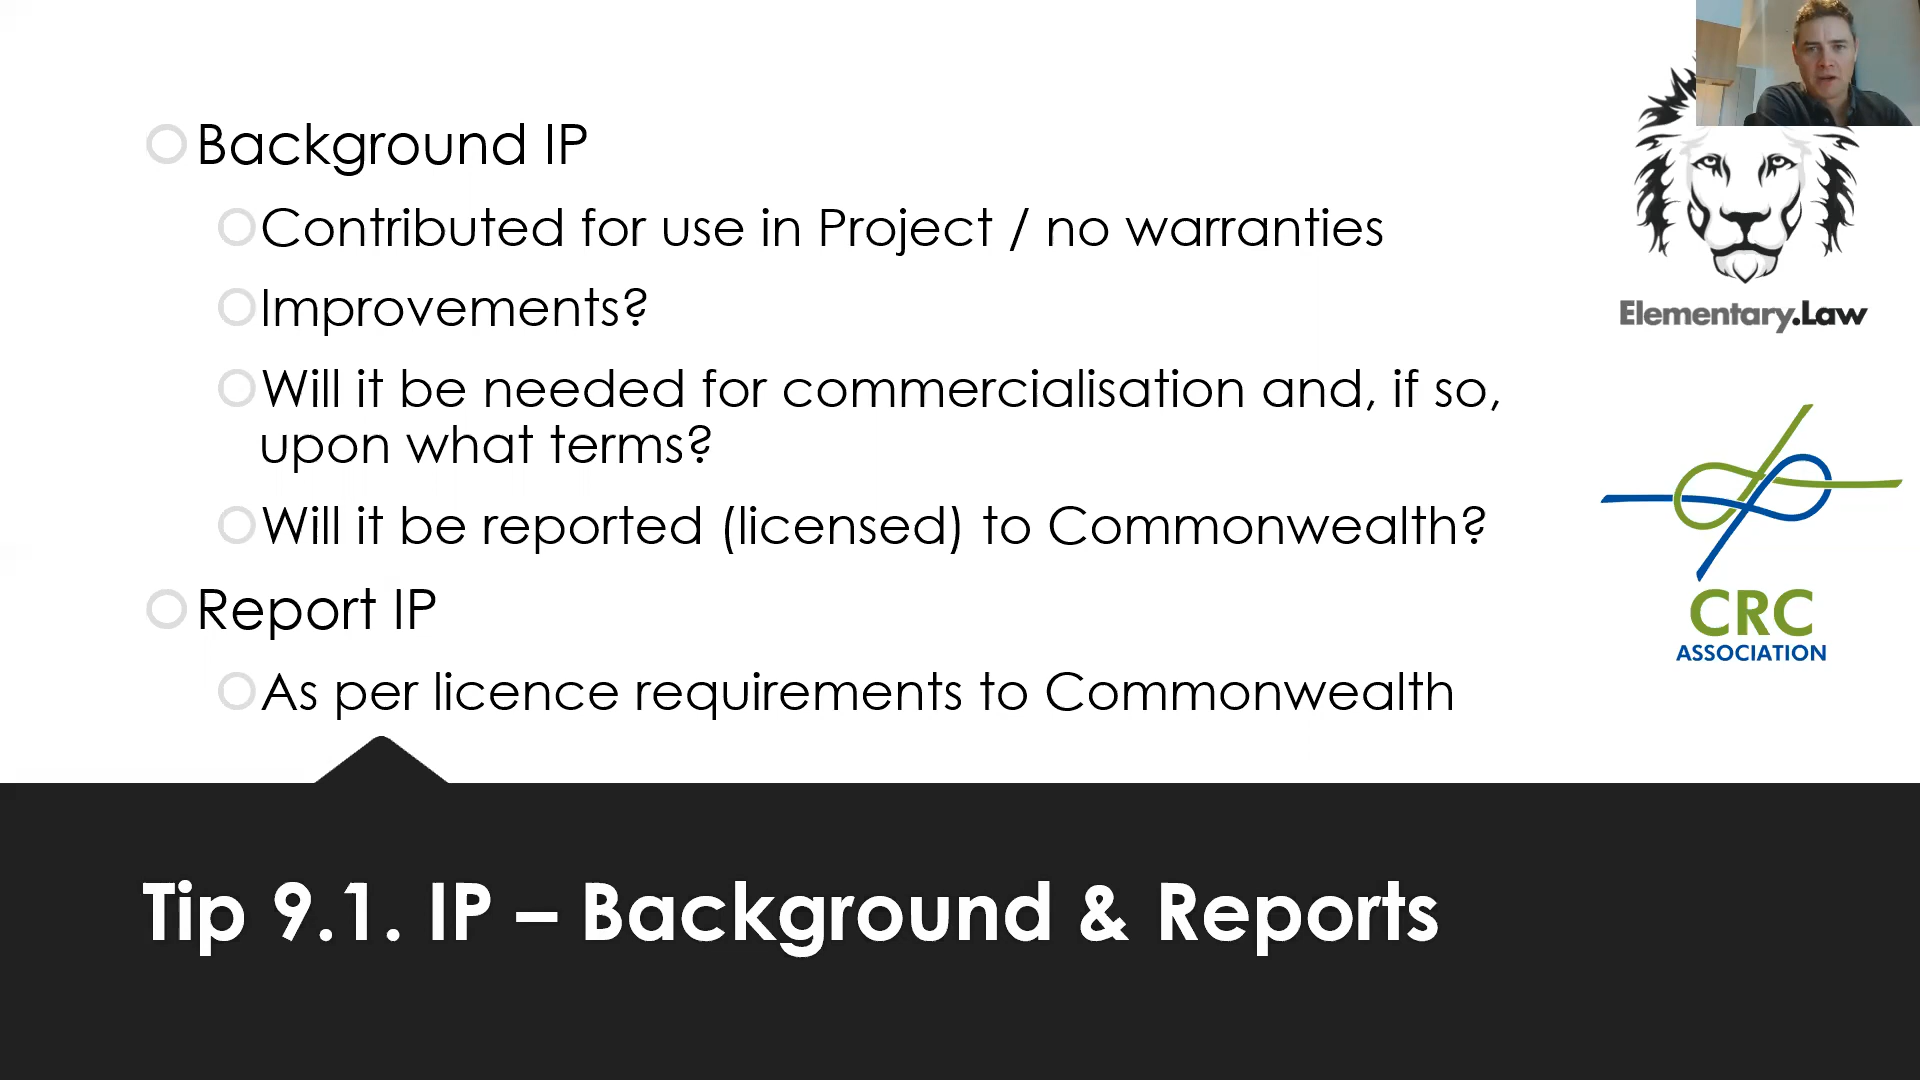 Background IP
Contributed for use in Project / no warranties
Improvements?
Will it be needed for commercialisation and, if so,
upon what terms?
Will it be reported (licensed) to Commonwealth?
Report IP
As per licence requirements to Commonwealth
Tip 9.1. IP – Background & Reports
Elementary.Law
CRC
ASSOCIATION